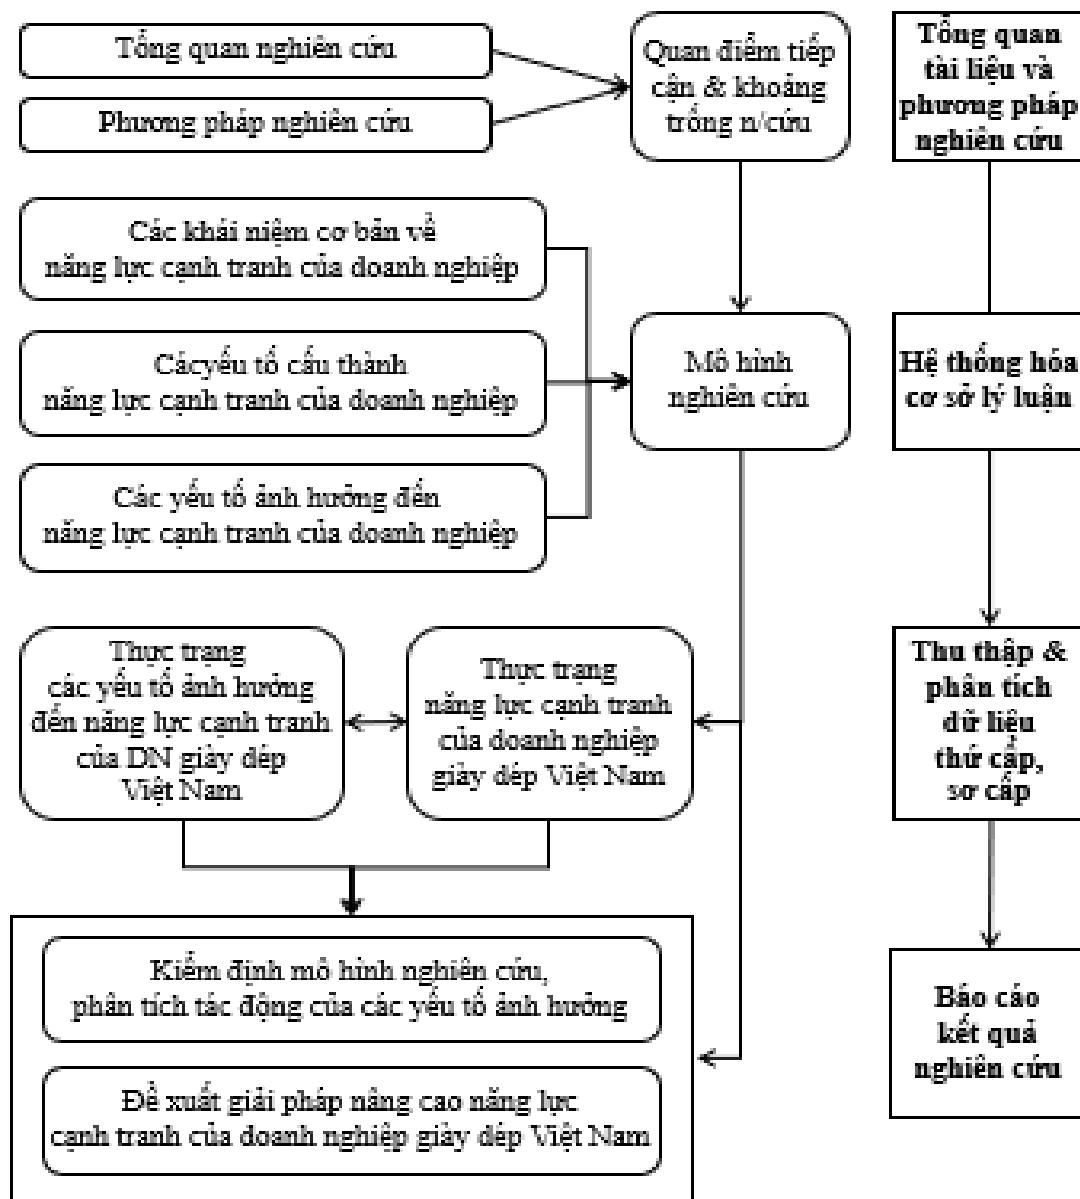 Tổng quan nghiên cứu
Phương pháp nghiên cứu
Quan điểm tiếp
cận & khoảng
trống n/cứu
Tổng quan
tài liệu và
phương pháp
nghiên cứu
Các khái niệm cơ bản về
năng lực cạnh tranh của doanh nghiệp
Cácyếu tố cấu thành
năng lực cạnh tranh của doanh nghiệp
Các yếu tố ảnh hưởng đến
năng lực cạnh tranh của doanh nghiệp
Mô hình
nghiên cứu
Hệ thống hóa
cơ sở lý luận
Thực trạng
các yếu tố ảnh hưởng
đến năng lực cạnh tranh
của DN giày dép
Việt Nam
Thực trạng
năng lực cạnh tranh
của doanh nghiệp
giày dép Việt Nam
Thu thập &
phân tích
dữ liệu
thứ cấp,
sơ cấp
Kiểm định mô hình nghiên cứu,
phân tích tác động của các yếu tố ảnh hưởng
Đề xuất giải pháp nâng cao năng lực
cạnh tranh của doanh nghiệp giày dép Việt Nam
Báo cáo
kết quả
nghiên cứu